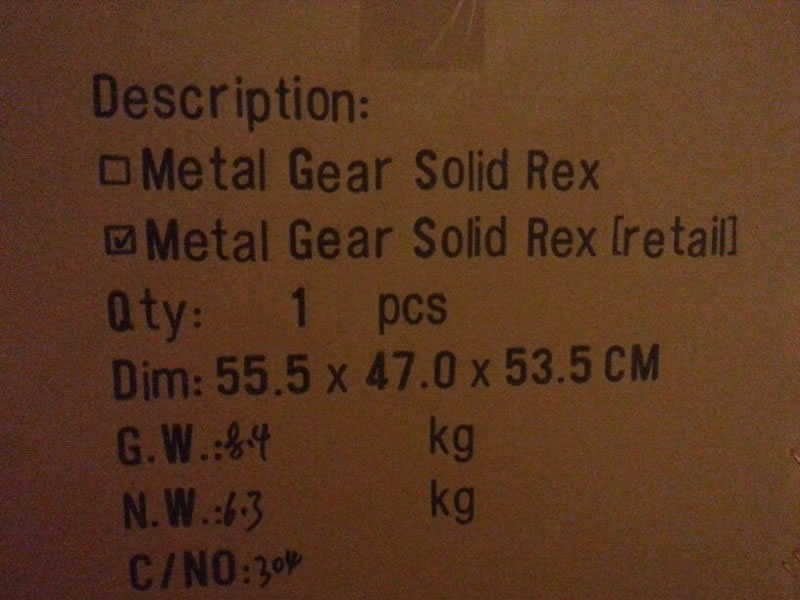 Description:
☐ Metal Gear Solid Rex
☑ Metal Gear Solid Rex [retail]
Qty: 1 pcs
Dim: 55.5 x 47.0 x 53.5 CM
G.W.: 8.4 kg
N.W.: 6.3 kg
C/NO: 304